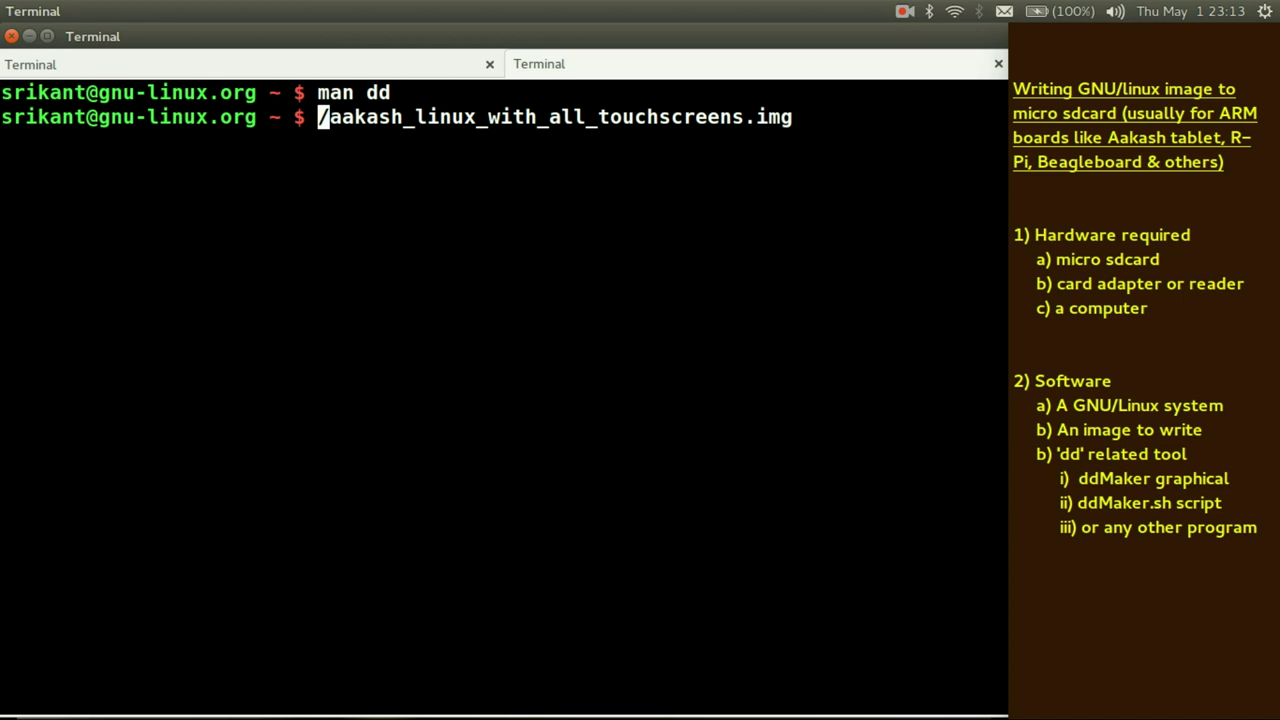 Terminal
(100%) Thu May 1 23:13
Terminal
Terminal
Terminal
srikant@gnu-linux.org ~ $ man dd
srikant@gnu-linux.org ~ $ /aakash_linux_with_all_touchscreens.img
Writing GNU/linux image to
micro sdcard (usually for ARM
boards like Aakash tablet, R-
Pi, Beagleboard & others)
1) Hardware required
a) micro sdcard
b) card adapter or reader
c) a computer
2) Software
a) A GNU/Linux system
b) An image to write
b) 'dd' related tool
i) ddMaker graphical
ii) ddMaker.sh script
iii) or any other program